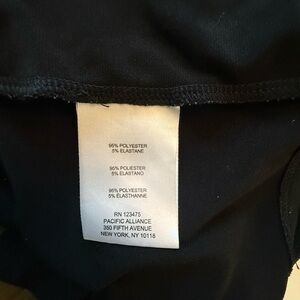 95% POLYESTER
5% ELASTANE
95% POLIESTER
5% ELASTANO
95% POLYESTER
5% ELASTHANNE
RN 123475
PACIFIC ALLIANCE
350 FIFTH AVENUE
NEW YORK, NY 10118